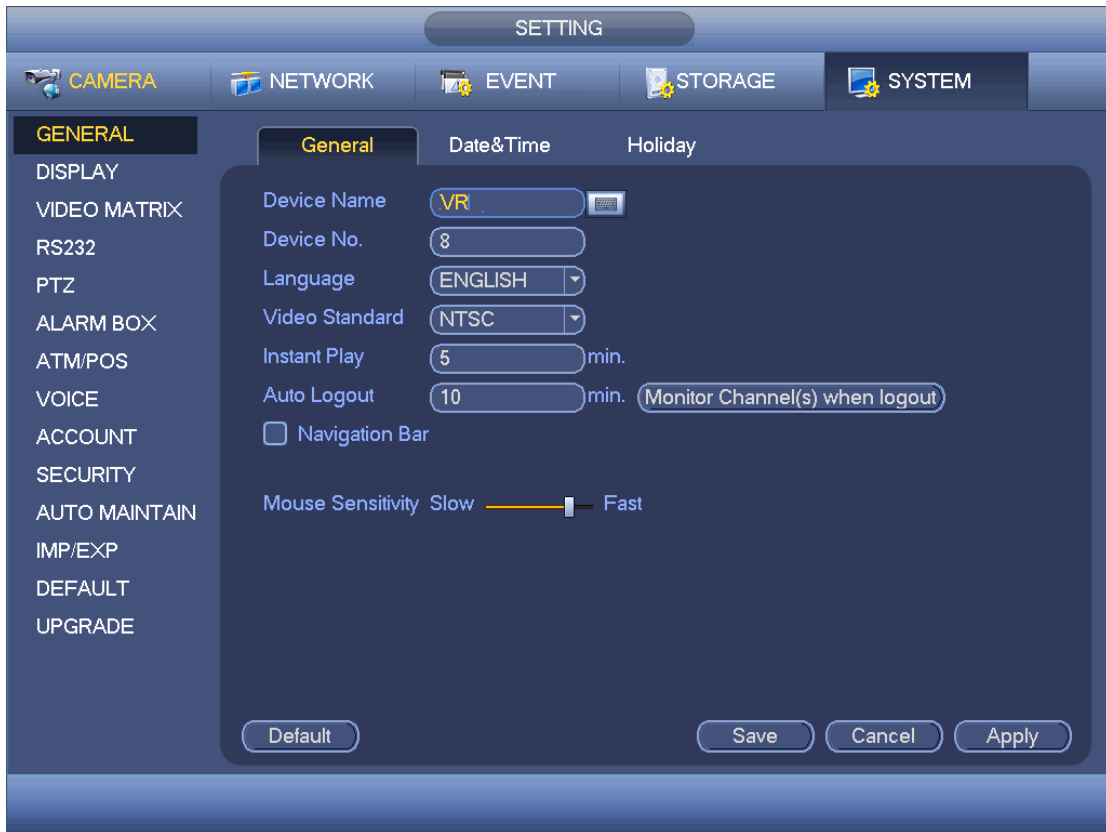 SETTING
CAMERA NETWORK EVENT STORAGE SYSTEM
GENERAL
DISPLAY
VIDEO MATRIX
RS232
PTZ
ALARM BOX
ATM/POS
VOICE
ACCOUNT
SECURITY
AUTO MAINTAIN
IMP/EXP
DEFAULT
UPGRADE
General Date&Time Holiday
Device Name VR
Device No. 8
Language ENGLISH
Video Standard NTSC
Instant Play 5 min.
Auto Logout 10 min. Monitor Channel(s) when logout
Navigation Bar
Mouse Sensitivity Slow Fast
Default Save Cancel Apply